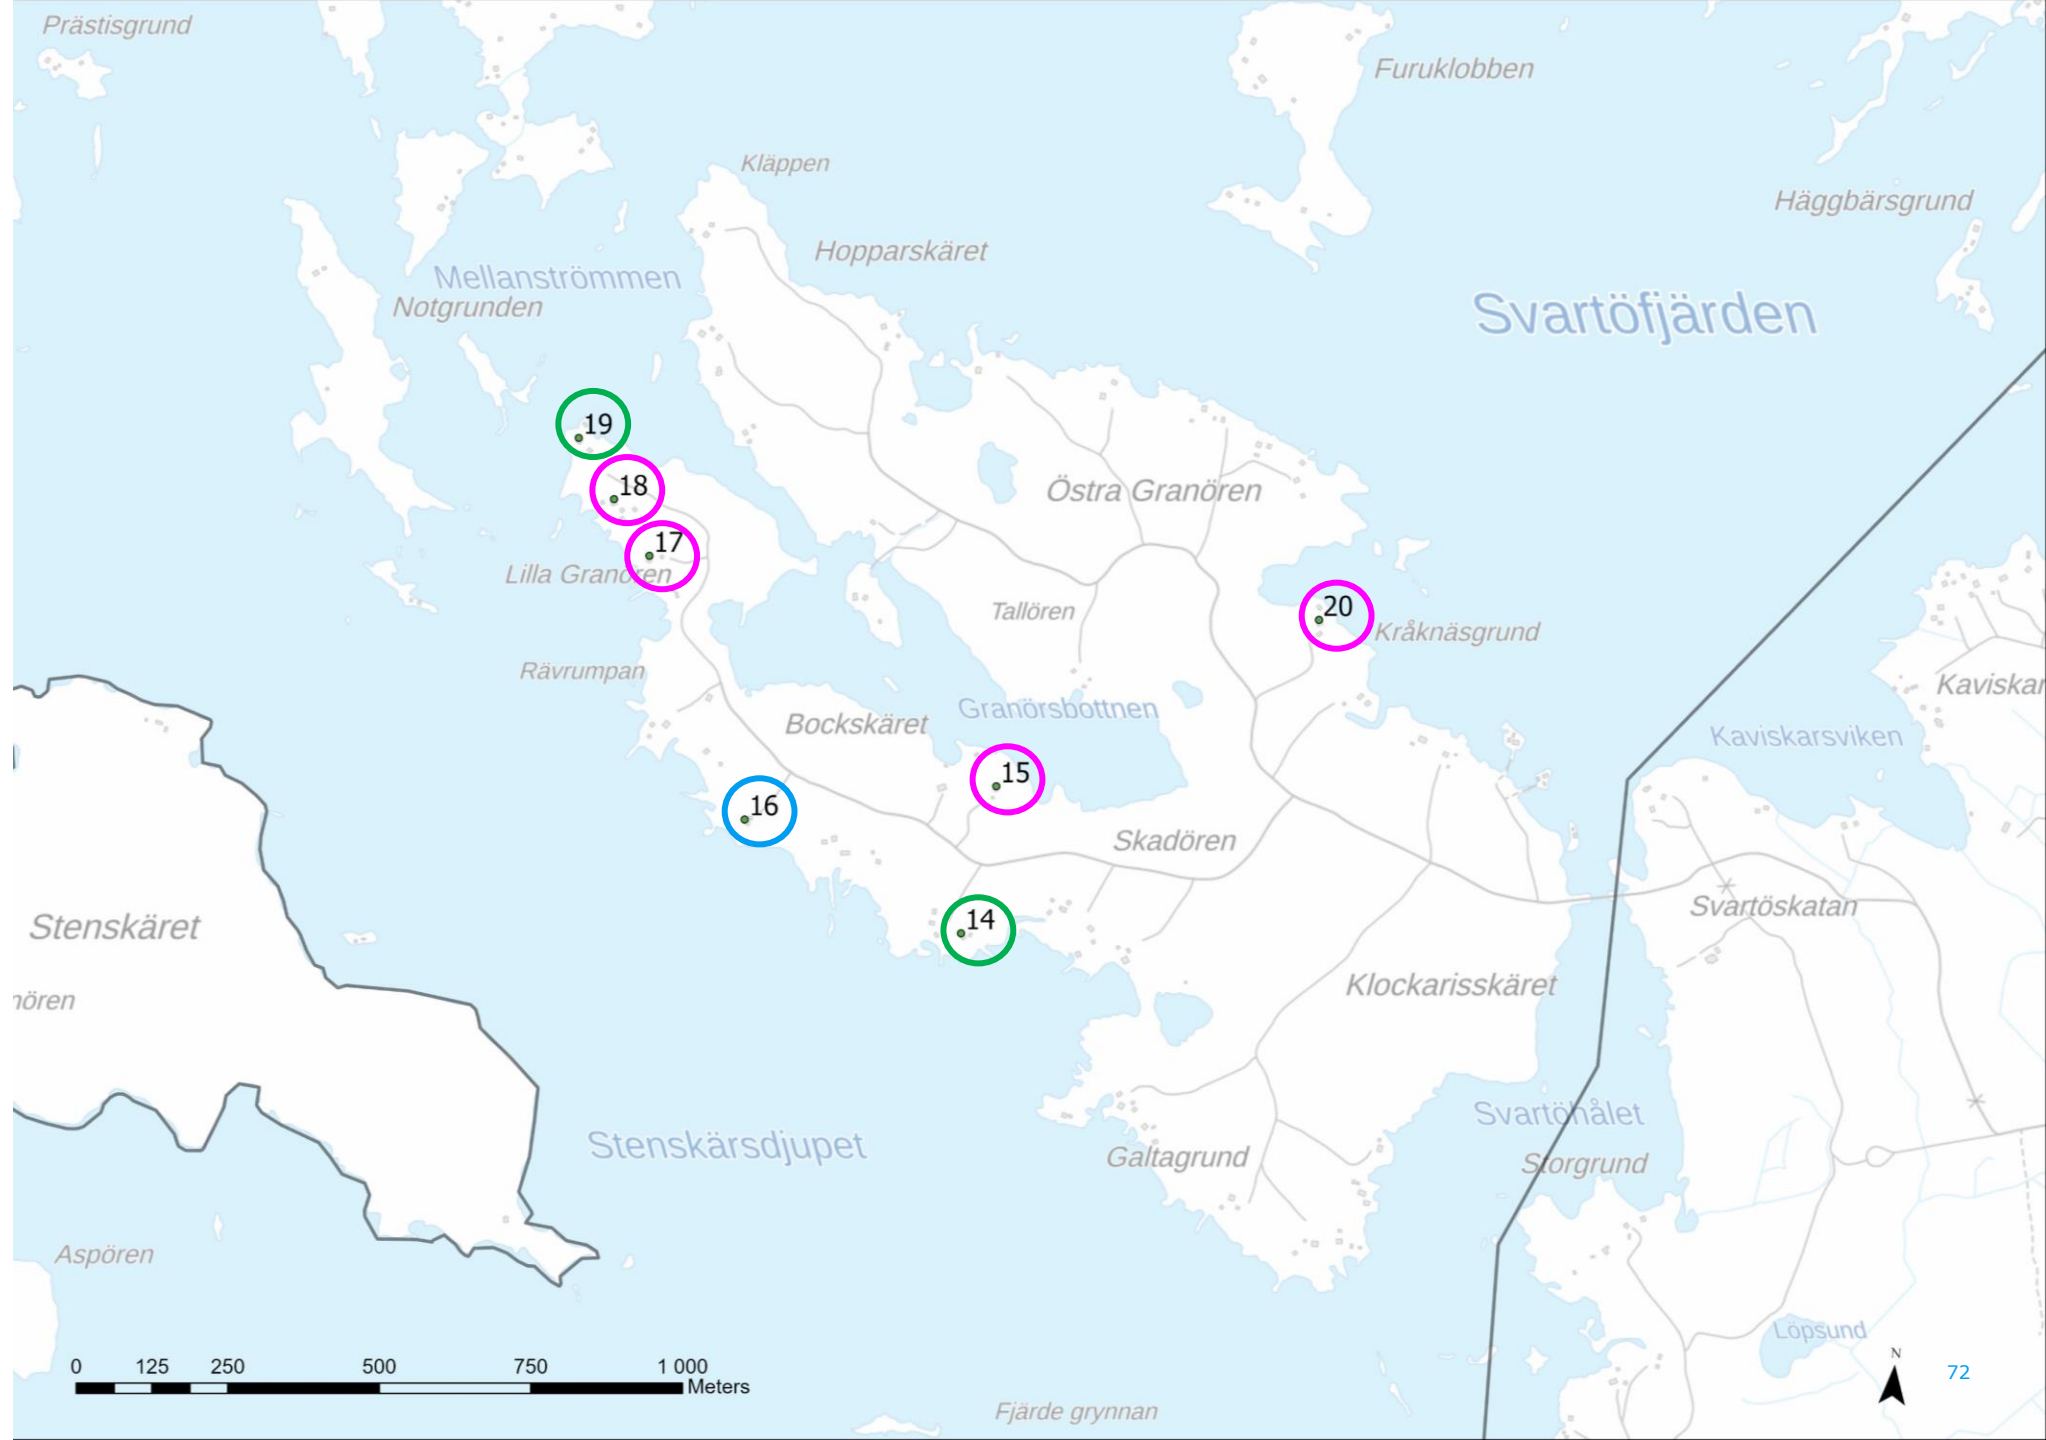 Prästisgrund
Furuklobben
Kläppen
Häggbärsgrund
Hopparskäret
Mellanströmmen
Notgrunden
Svartöfjärden
19
18
Östra Granören
17
Lilla Granören
20
Tallören
Kråknäsgrund
Rävrumpan
Kaviskar
Granörsbottnen
Bockskäret
Kaviskarsviken
15
16
Skadören
Svartöskatan
14
Stenskäret
Klockarisskäret
nören
Svartöhålet
Stenskärsdjupet
Galtagrund
Storgrund
Aspören
Löpsund
N
72
0 125 250 500 750 1 000
Meters
Fjärde grynnan